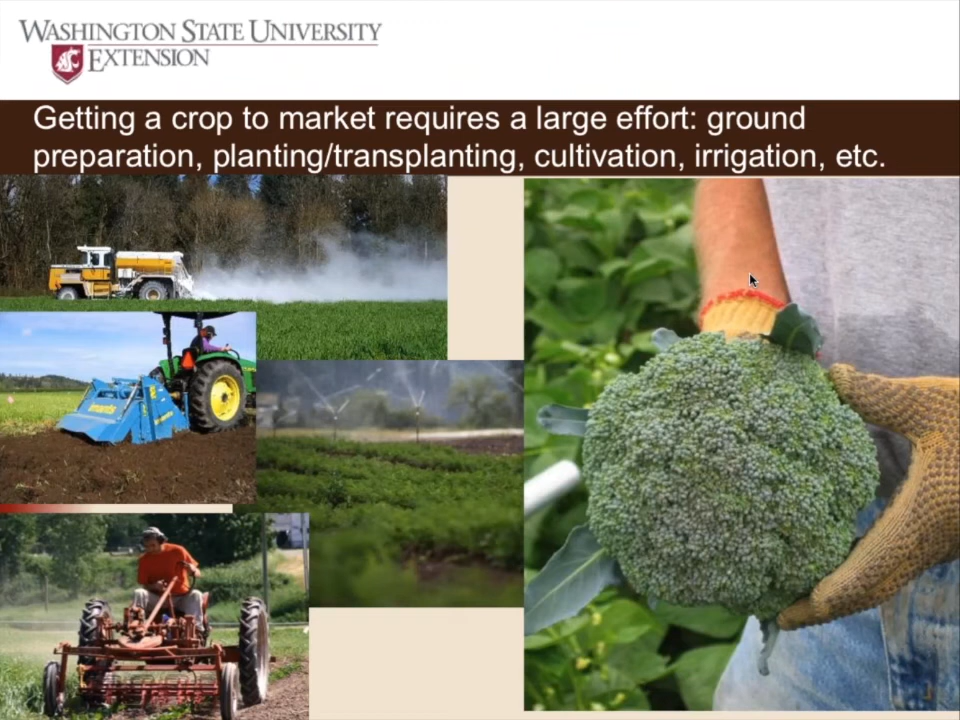 WASHINGTON STATE UNIVERSITY
EXTENSION
Getting a crop to market requires a large effort: ground
preparation, planting/transplanting, cultivation, irrigation, etc.